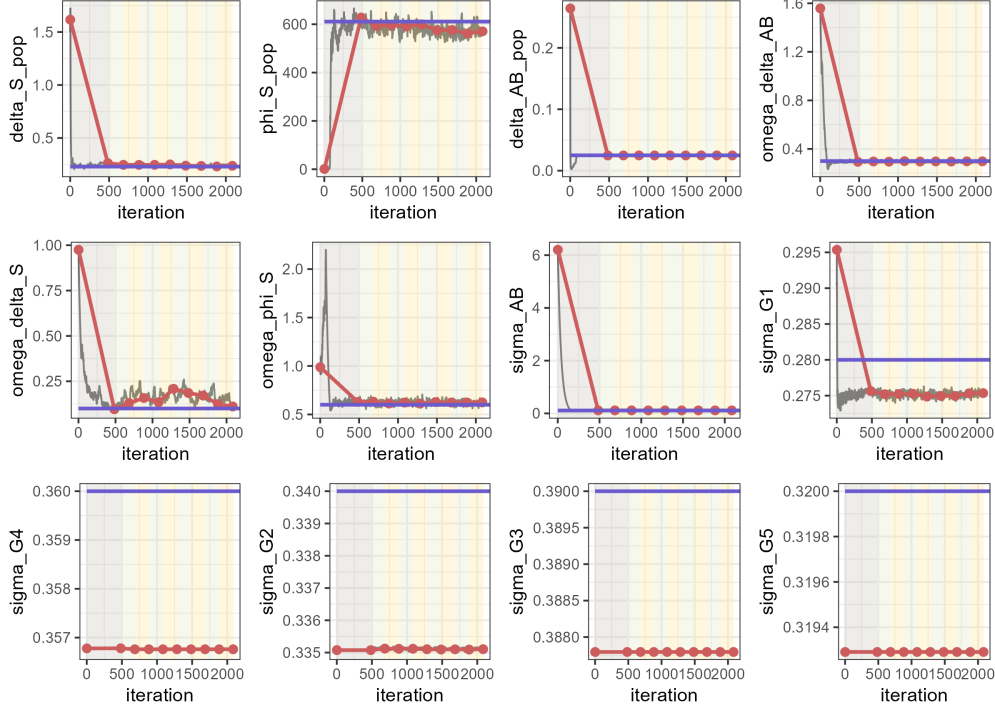 delta_S_pop
1.5
1.0
0.5
0 500 1000 1500 2000
iteration
phi_S_pop
600
400
200
0
0 500 1000 1500 2000
iteration
delta_AB_pop
0.2
0.1
0.0
0 500 1000 1500 2000
iteration
omega_delta_AB
1.6
1.2
0.8
0.4
0 500 1000 1500 2000
iteration
omega_delta_S
1.00
0.75
0.50
0.25
0 500 1000 1500 2000
iteration
omega_phi_S
2.0
1.5
1.0
0.5
0 500 1000 1500 2000
iteration
sigma_AB
6
4
2
0
0 500 1000 1500 2000
iteration
sigma_G1
0.295
0.290
0.285
0.280
0.275
0 500 1000 1500 2000
iteration
sigma_G4
0.360
0.359
0.358
0.357
0 500 1000 1500 2000
iteration
sigma_G2
0.340
0.339
0.338
0.337
0.336
0.335
0 500 1000 1500 2000
iteration
sigma_G3
0.3900
0.3895
0.3890
0.3885
0.3880
0 500 1000 1500 2000
iteration
sigma_G5
0.3200
0.3198
0.3196
0.3194
0 500 1000 1500 2000
iteration